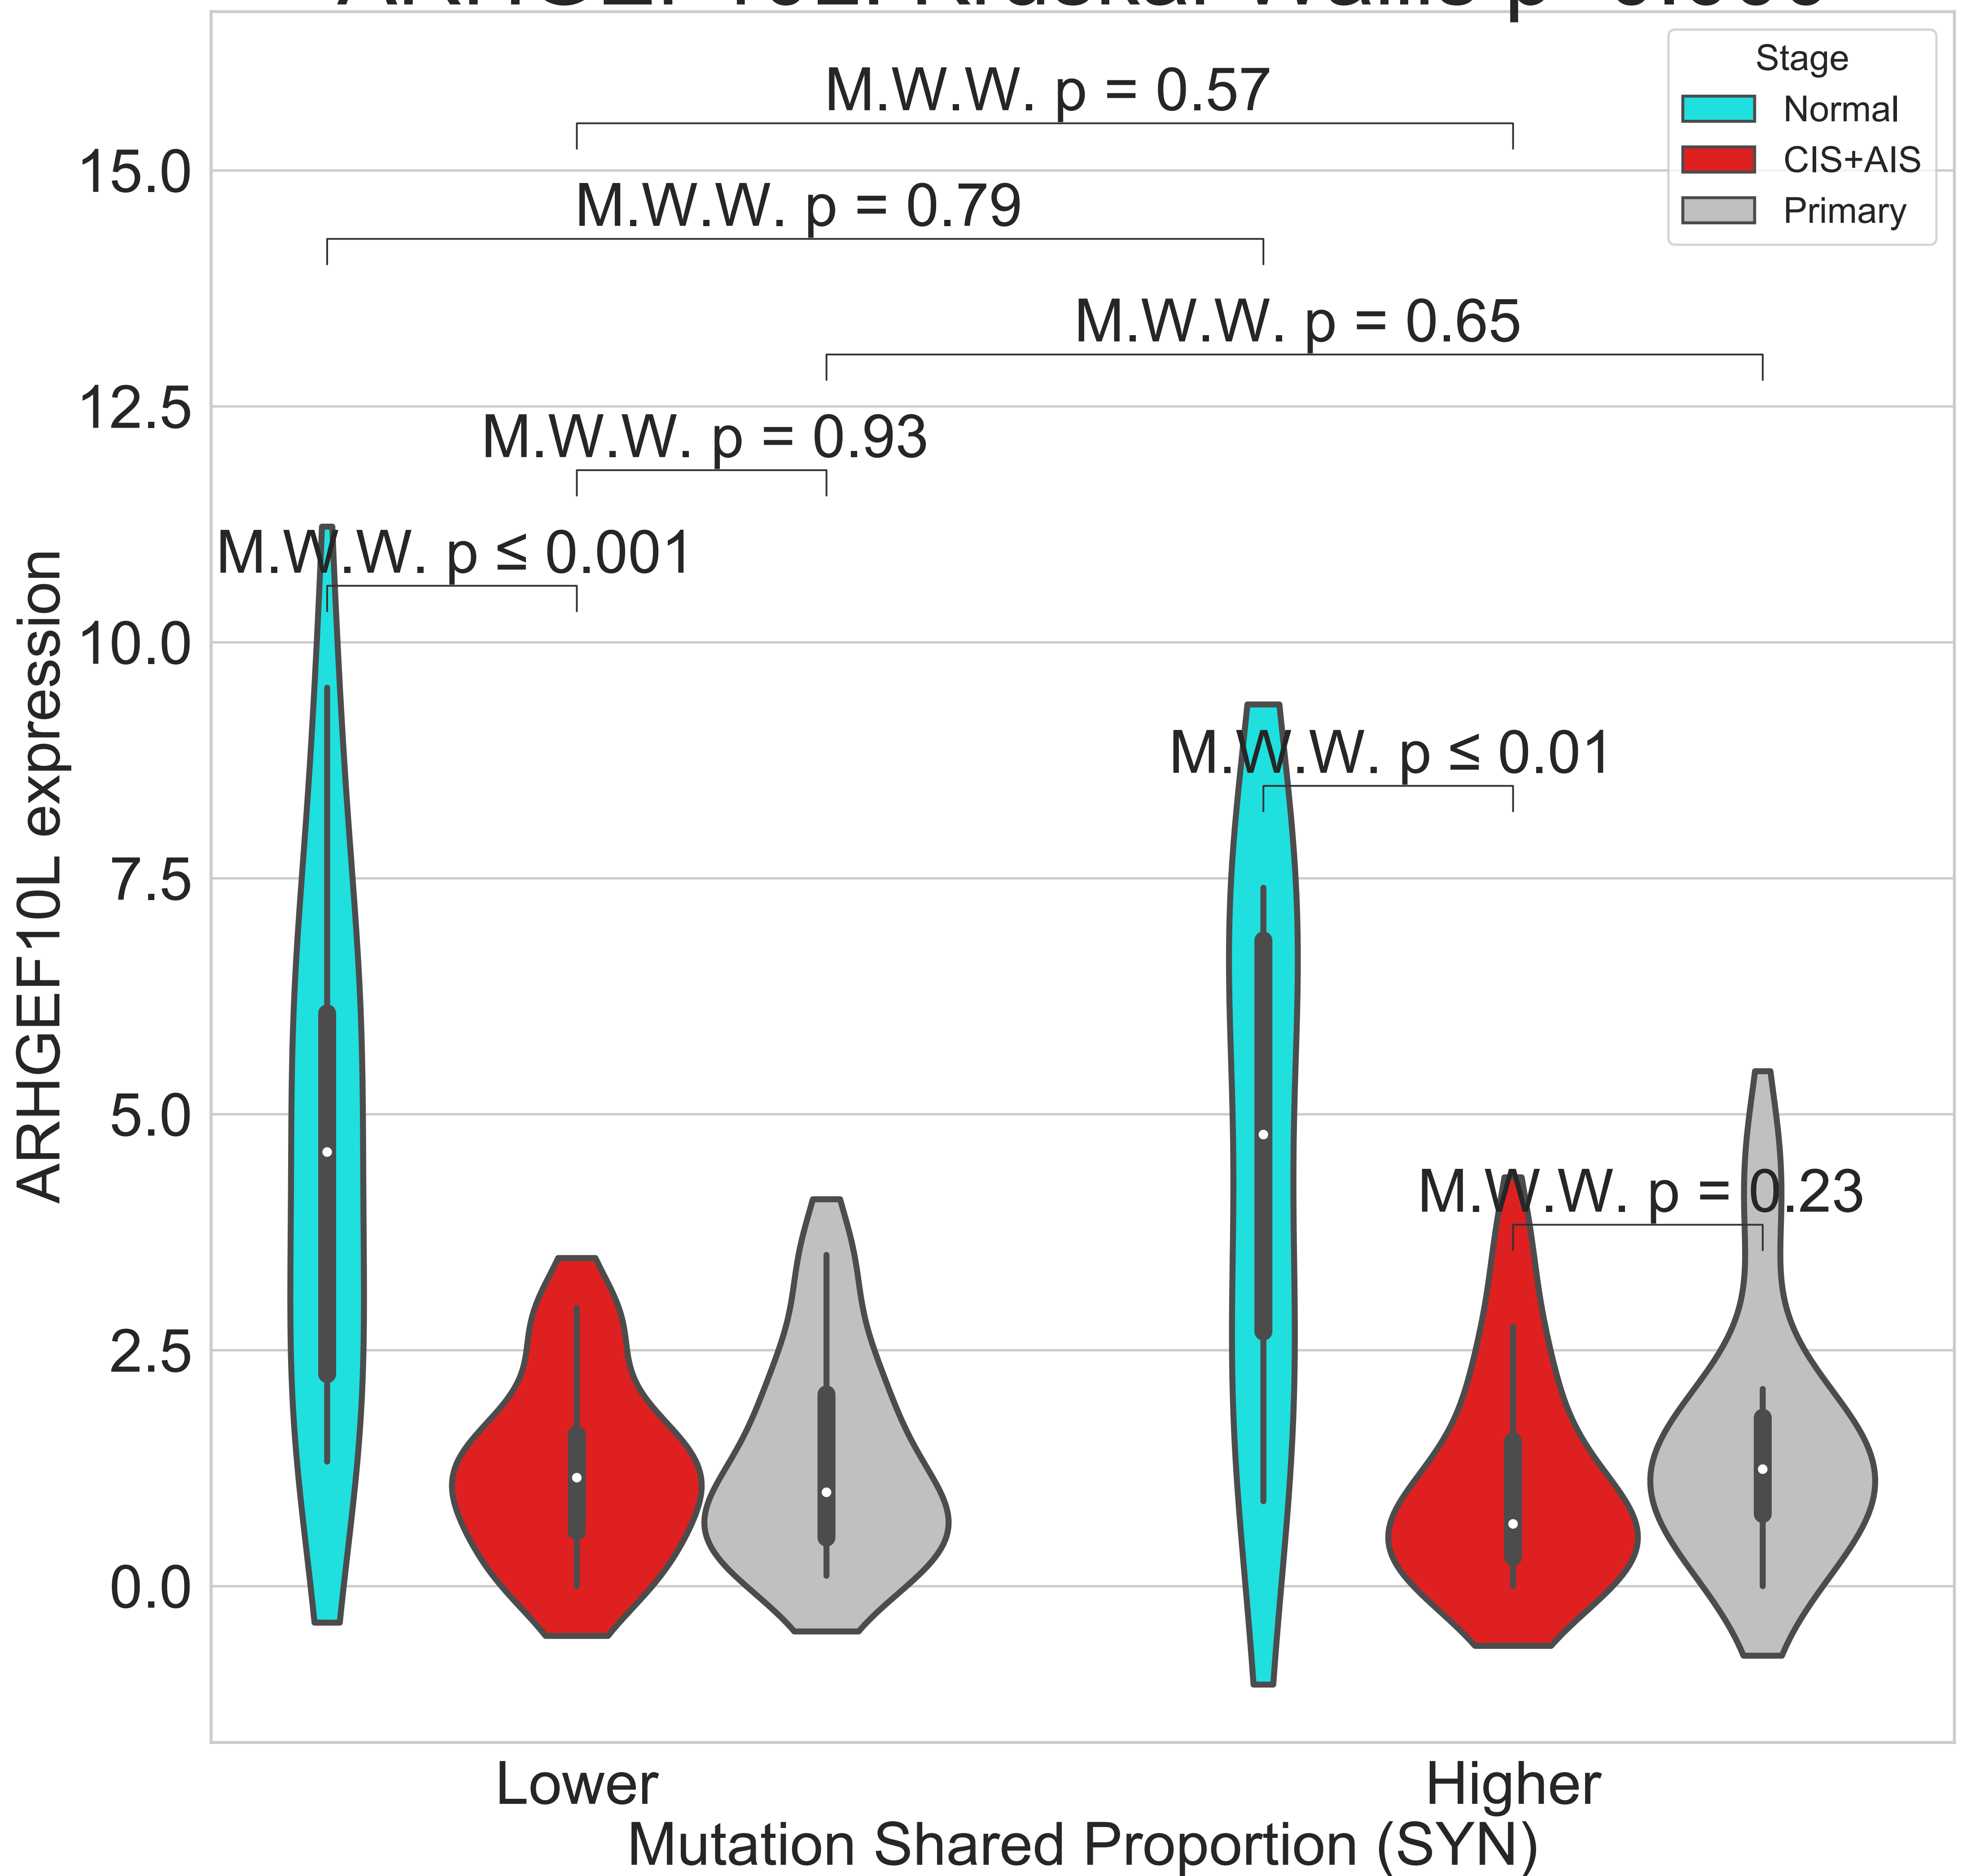 Stage
Normal
CIS+AIS
Primary
M.W.W. p = 0.57
M.W.W. p = 0.79
M.W.W. p = 0.65
M.W.W. p = 0.93
M.W.W. p ≤ 0.001
M.W.W. p ≤ 0.01
M.W.W. p = 0.23
15.0
12.5
10.0
7.5
5.0
2.5
0.0
ARHGEF10L expression
Lower
Higher
Mutation Shared Proportion (SYN)